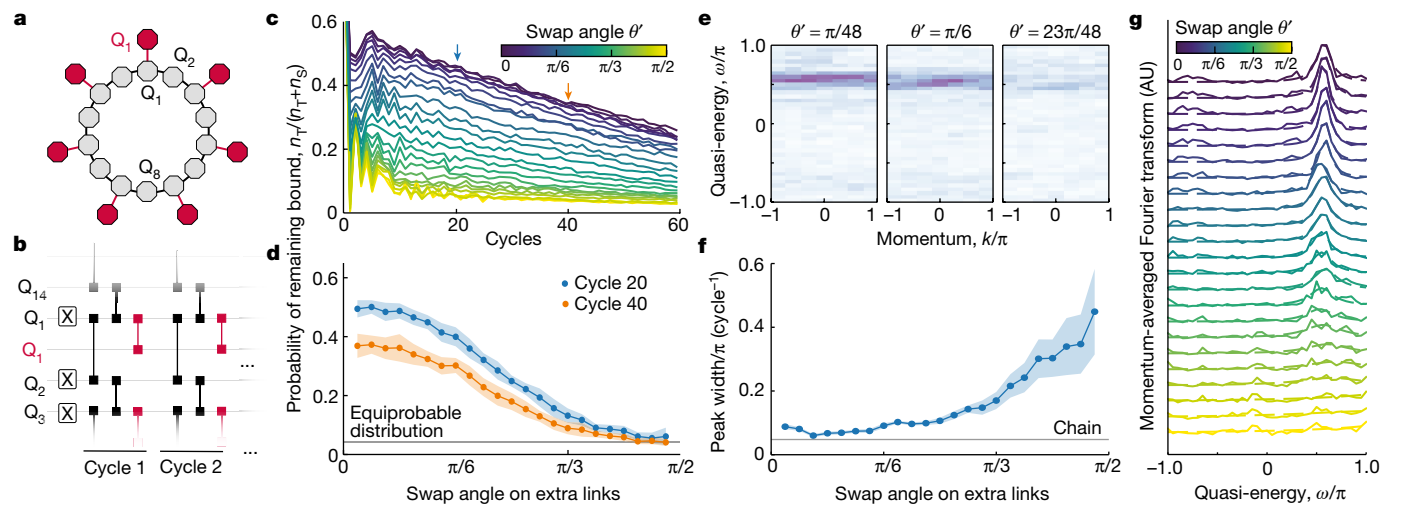 a
Q1
Q2
Q1
Q8
b
Q14
Q1
Q1
Q2
Q3
X
X
X
...
...
Cycle 1
Cycle 2
c
Probability of remaining bound, nT/(nT+nS)
0.6
0.4
0.2
0
Swap angle θ′
0
π/6
π/3
π/2
0
20
40
60
Cycles
d
0.6
0.4
0.2
0
Cycle 20
Cycle 40
Equiprobable
distribution
0
π/6
π/3
π/2
Swap angle on extra links
e
θ′ = π/48
θ′ = π/6
θ′ = 23π/48
Quasi-energy, ω/π
1.0
0
−1.0
−1
0
1
−1
0
1
−1
0
1
Momentum, k/π
f
Peak width/π (cycle−1)
0.6
0.4
0.2
0
Chain
0
π/6
π/3
π/2
Swap angle on extra links
g
Momentum-averaged Fourier transform (AU)
Swap angle θ′
0
π/6
π/3
π/2
−1.0
0
1.0
Quasi-energy, ω/π